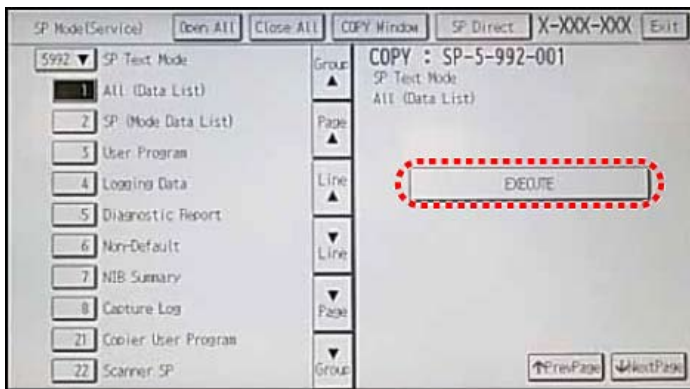 SP Mode(Service) Open All Close All COPY Window SP Direct X-XXX-XXX Exit
5992 ▼ SP Text Mode
1 All (Data List)
2 SP (Mode Data List)
3 User Program
4 Logging Data
5 Diagnostic Report
6 Non-Default
7 NIB Summary
8 Capture Log
21 Copier User Program
22 Scanner SP
Group ▲
Page ▲
Line ▲
▼ Line
▼ Page
▼ Group
COPY : SP-5-992-001
SP Text Mode
All (Data List)
EXECUTE
↑PrevPage ↓NextPage